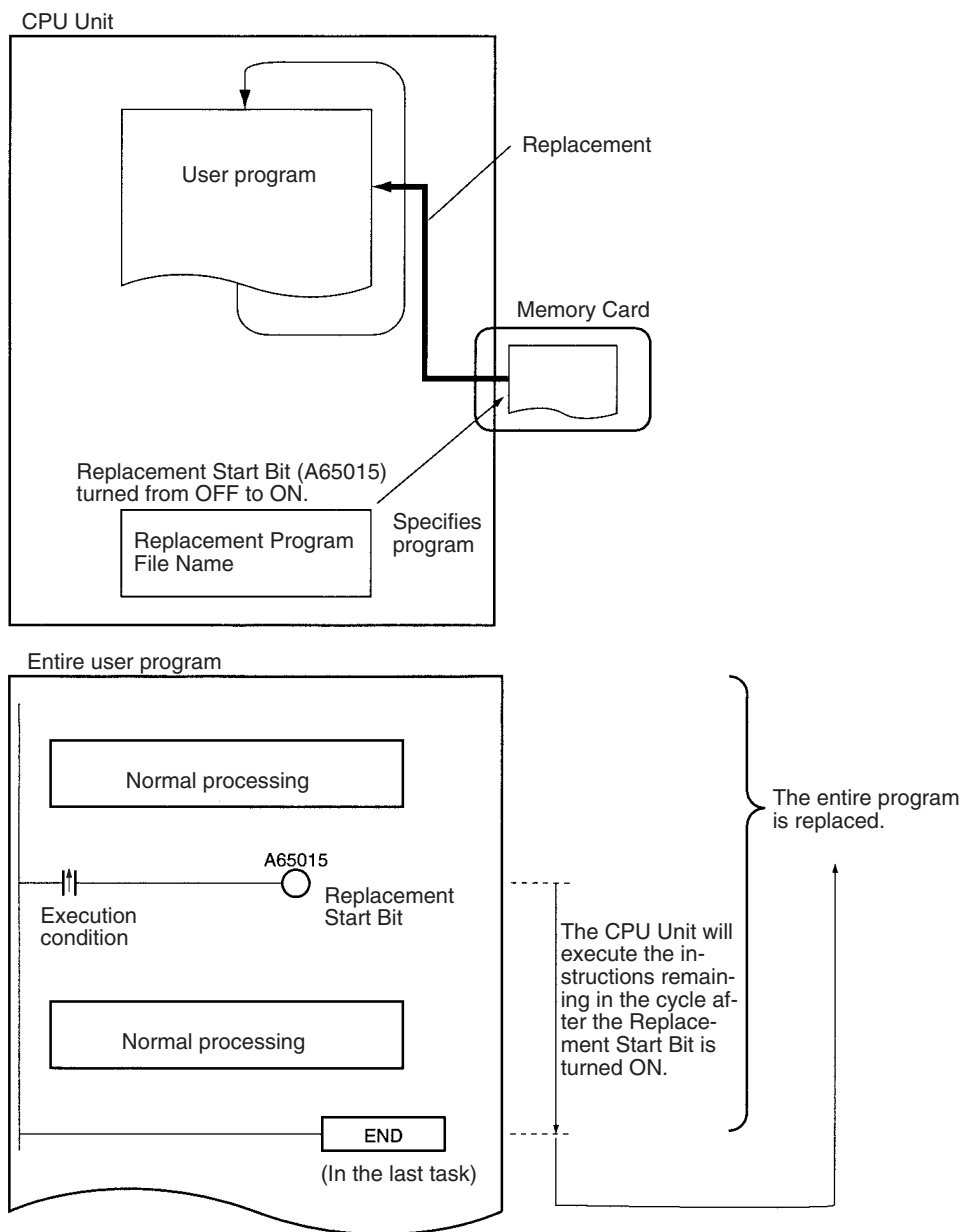 CPU Unit
User program
Replacement
Memory Card
Replacement Start Bit (A65015)
turned from OFF to ON.
Specifies
program
Replacement Program
File Name
Entire user program
Normal processing
The entire program
is replaced.
A65015
Replacement
Start Bit
Execution
condition
The CPU Unit will
execute the in-
structions remain-
ing in the cycle af-
ter the Replace-
ment Start Bit is
turned ON.
Normal processing
END
(In the last task)